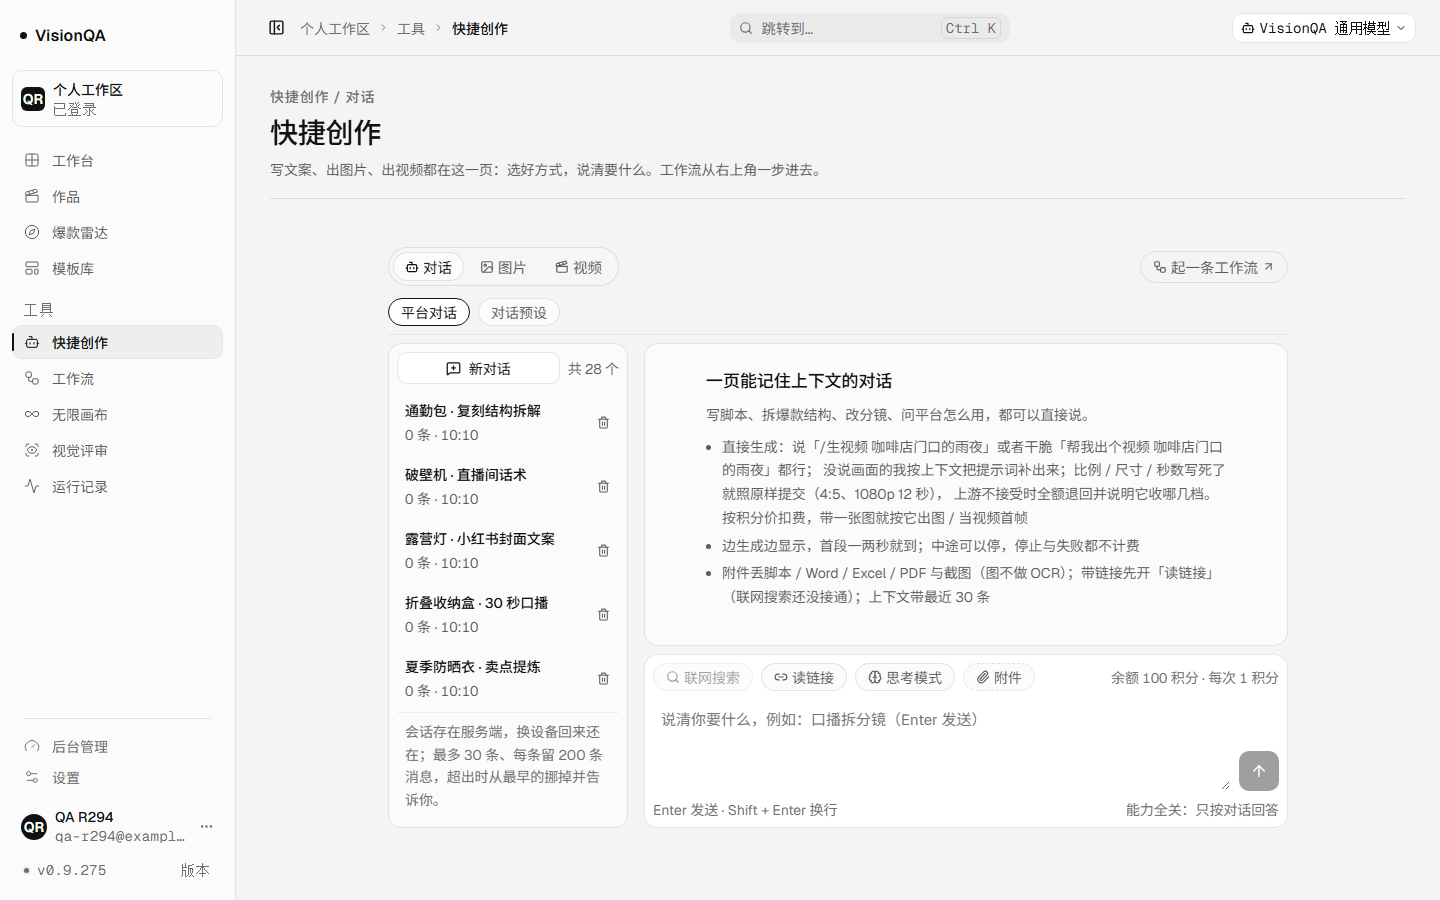 VisionQA
QR
个人工作区
已登录
工作台
作品
爆款雷达
模板库
工具
快捷创作
工作流
无限画布
视觉评审
运行记录
后台管理
设置
QR
QA R294
qa-r294@exampl…
v0.9.275
版本
个人工作区
工具
快捷创作
跳转到…
Ctrl K
VisionQA 通用模型
快捷创作 / 对话
快捷创作
写文案、出图片、出视频都在这一页：选好方式，说清要什么。工作流从右上角一步进去。
对话
图片
视频
起一条工作流
平台对话
对话预设
新对话
共 28 个
通勤包 · 复刻结构拆解
0 条 · 10:10
破壁机 · 直播间话术
0 条 · 10:10
露营灯 · 小红书封面文案
0 条 · 10:10
折叠收纳盒 · 30 秒口播
0 条 · 10:10
夏季防晒衣 · 卖点提炼
0 条 · 10:10
会话存在服务端，换设备回来还
在；最多 30 条、每条留 200 条
消息，超出时从最早的挪掉并告
诉你。
一页能记住上下文的对话
写脚本、拆爆款结构、改分镜、问平台怎么用，都可以直接说。
直接生成：说「/生视频 咖啡店门口的雨夜」或者干脆「帮我出个视频 咖啡店门口
的雨夜」都行； 没说画面的我按上下文把提示词补出来；比例 / 尺寸 / 秒数写死了
就照原样提交（4:5、1080p 12 秒）， 上游不接受时全额退回并说明它收哪几档。
按积分价扣费，带一张图就按它出图 / 当视频首帧
边生成边显示，首段一两秒就到；中途可以停，停止与失败都不计费
附件丢脚本 / Word / Excel / PDF 与截图（图不做 OCR）；带链接先开「读链接」
（联网搜索还没接通）；上下文带最近 30 条
联网搜索
读链接
思考模式
附件
余额 100 积分 · 每次 1 积分
说清你要什么，例如：口播拆分镜（Enter 发送）
Enter 发送 · Shift + Enter 换行
能力全关：只按对话回答